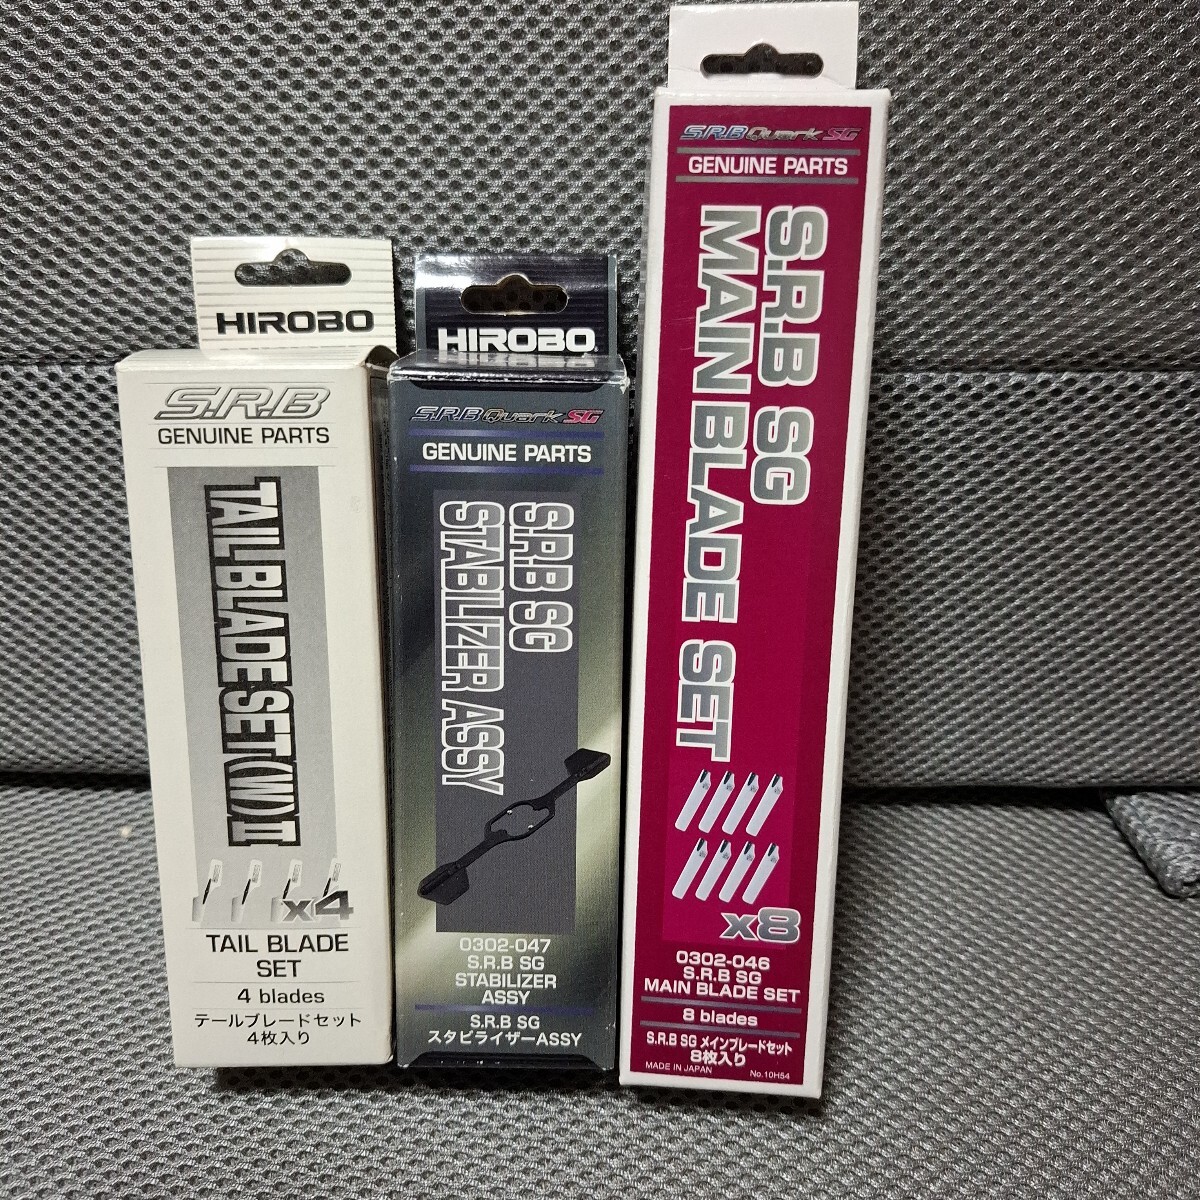 HIROBO
S.R.B
GENUINE PARTS
TAIL BLADE SET(W)II
x4
TAIL BLADE
SET
4 blades
テールブレードセット
4枚入り
HIROBO
S.R.B Quark SG
GENUINE PARTS
S.R.B SG
STABILIZER ASSY
0302-047
S.R.B SG
STABILIZER
ASSY
S.R.B SG
スタビライザーASSY
S.R.B Quark SG
GENUINE PARTS
S.R.B SG
MAIN BLADE SET
x8
0302-046
S.R.B SG
MAIN BLADE SET
8 blades
S.R.B SG メインブレードセット
8枚入り
MADE IN JAPAN
No.10H54